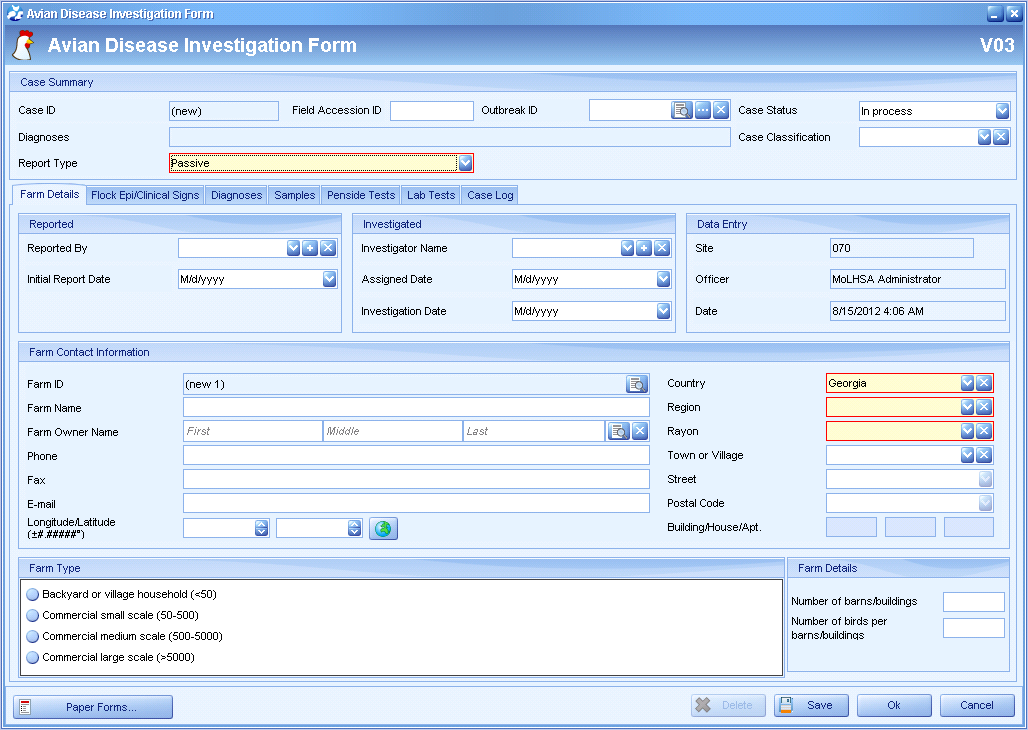 Avian Disease Investigation Form
Avian Disease Investigation Form V03
Case Summary
Case ID (new) Field Accession ID Outbreak ID Case Status In process
Diagnoses Case Classification
Report Type Passive
Farm Details Flock Epi/Clinical Signs Diagnoses Samples Penside Tests Lab Tests Case Log
Reported Investigated Data Entry
Reported By Investigator Name Site 070
Initial Report Date M/d/yyyy Assigned Date M/d/yyyy Officer MoLHSA Administrator
Investigation Date M/d/yyyy Date 8/15/2012 4:06 AM
Farm Contact Information
Farm ID (new 1) Country Georgia
Farm Name Region
Farm Owner Name First Middle Last Rayon
Phone Town or Village
Fax Street
E-mail Postal Code
Longitude/Latitude
(±#.#####°) Building/House/Apt.
Farm Type Farm Details
Backyard or village household (<50)
Number of barns/buildings
Commercial small scale (50-500)
Number of birds per
barns/buildings
Commercial medium scale (500-5000)
Commercial large scale (>5000)
Paper Forms... Delete Save Ok Cancel